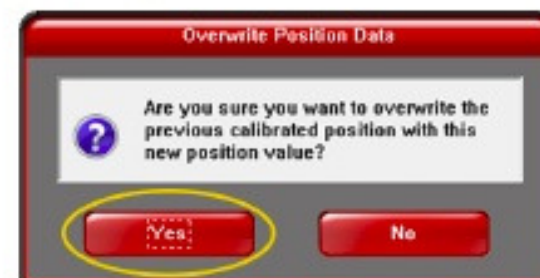 Overwrite Position Data
Are you sure you want to overwrite the
previous calibrated position with this
new position value?
Yes
No